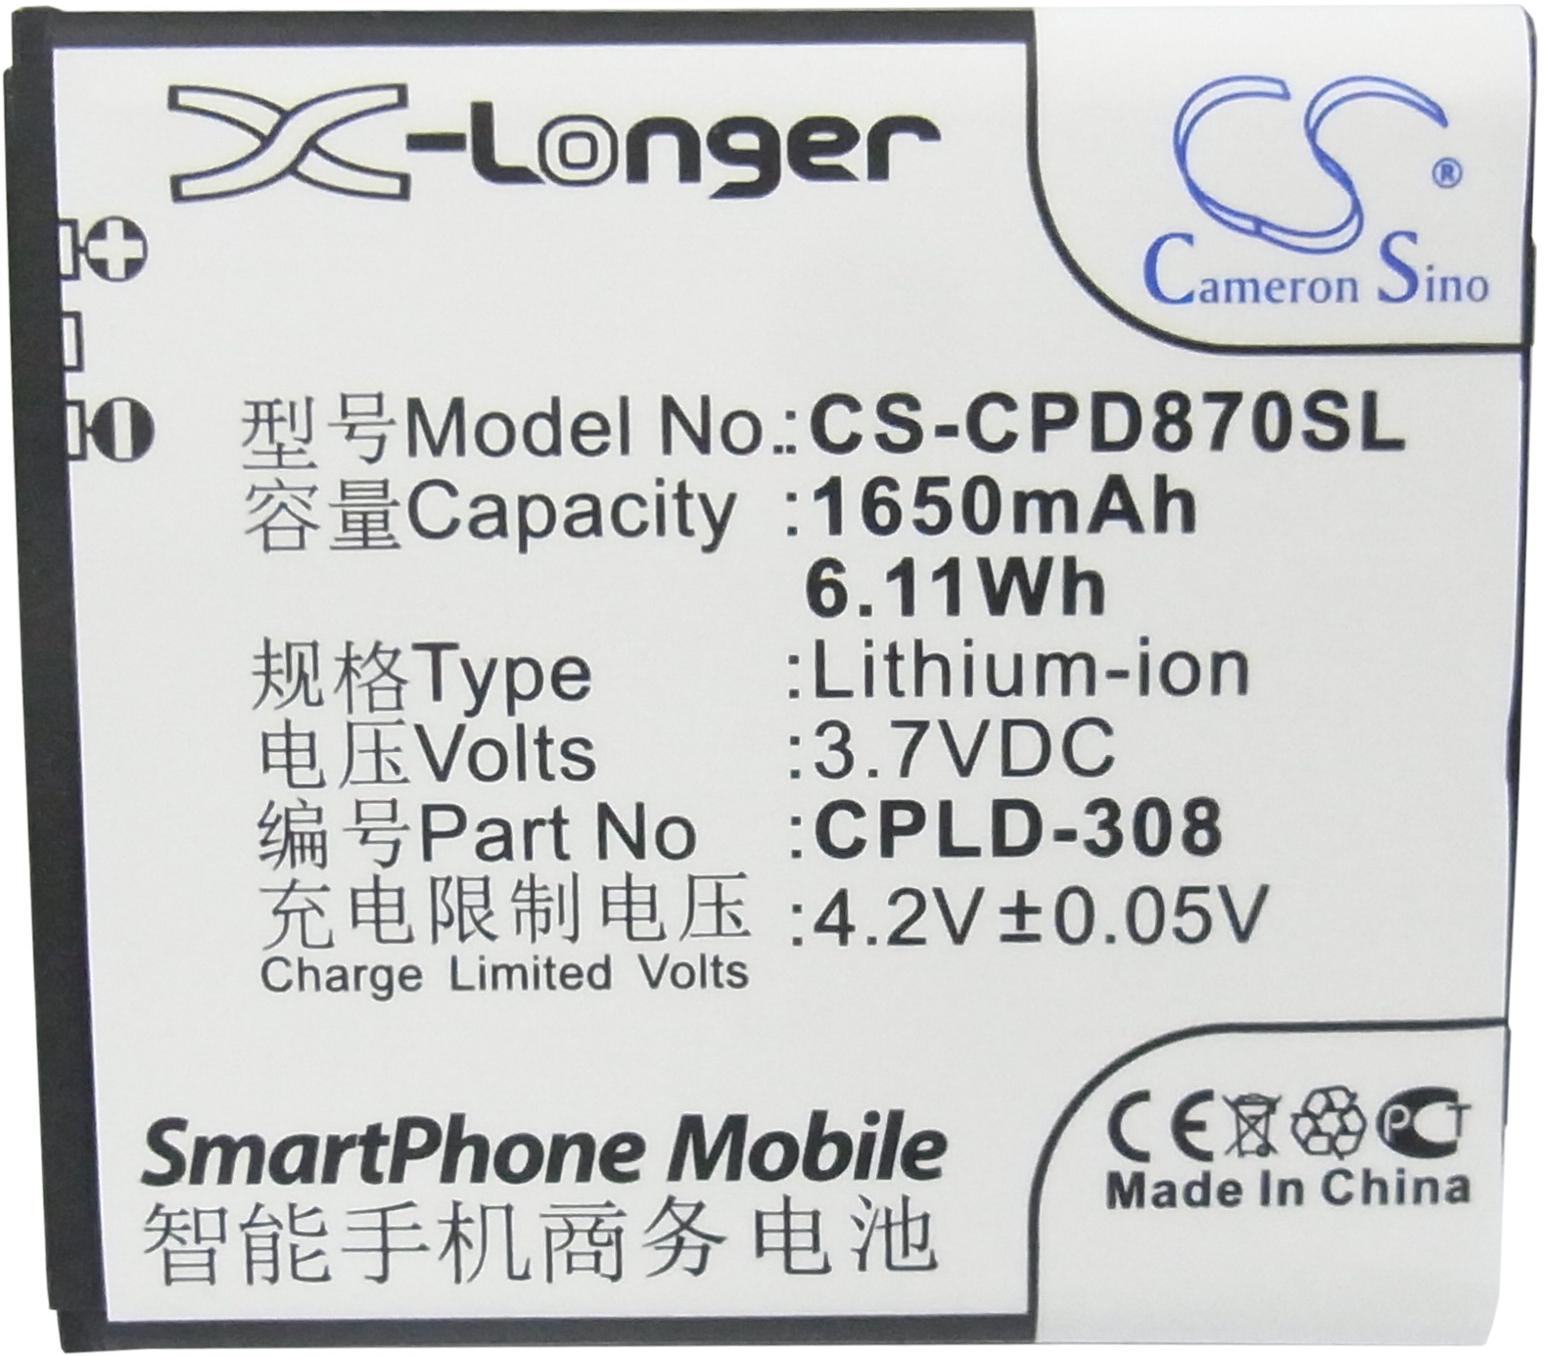 X-Longer
CS®
Cameron Sino
型号Model No.:CS-CPD870SL
容量Capacity :1650mAh
6.11Wh
规格Type :Lithium-ion
电压Volts :3.7VDC
编号Part No :CPLD-308
充电限制电压 :4.2V±0.05V
Charge Limited Volts
SmartPhone Mobile
智能手机商务电池
CE PCT
Made In China